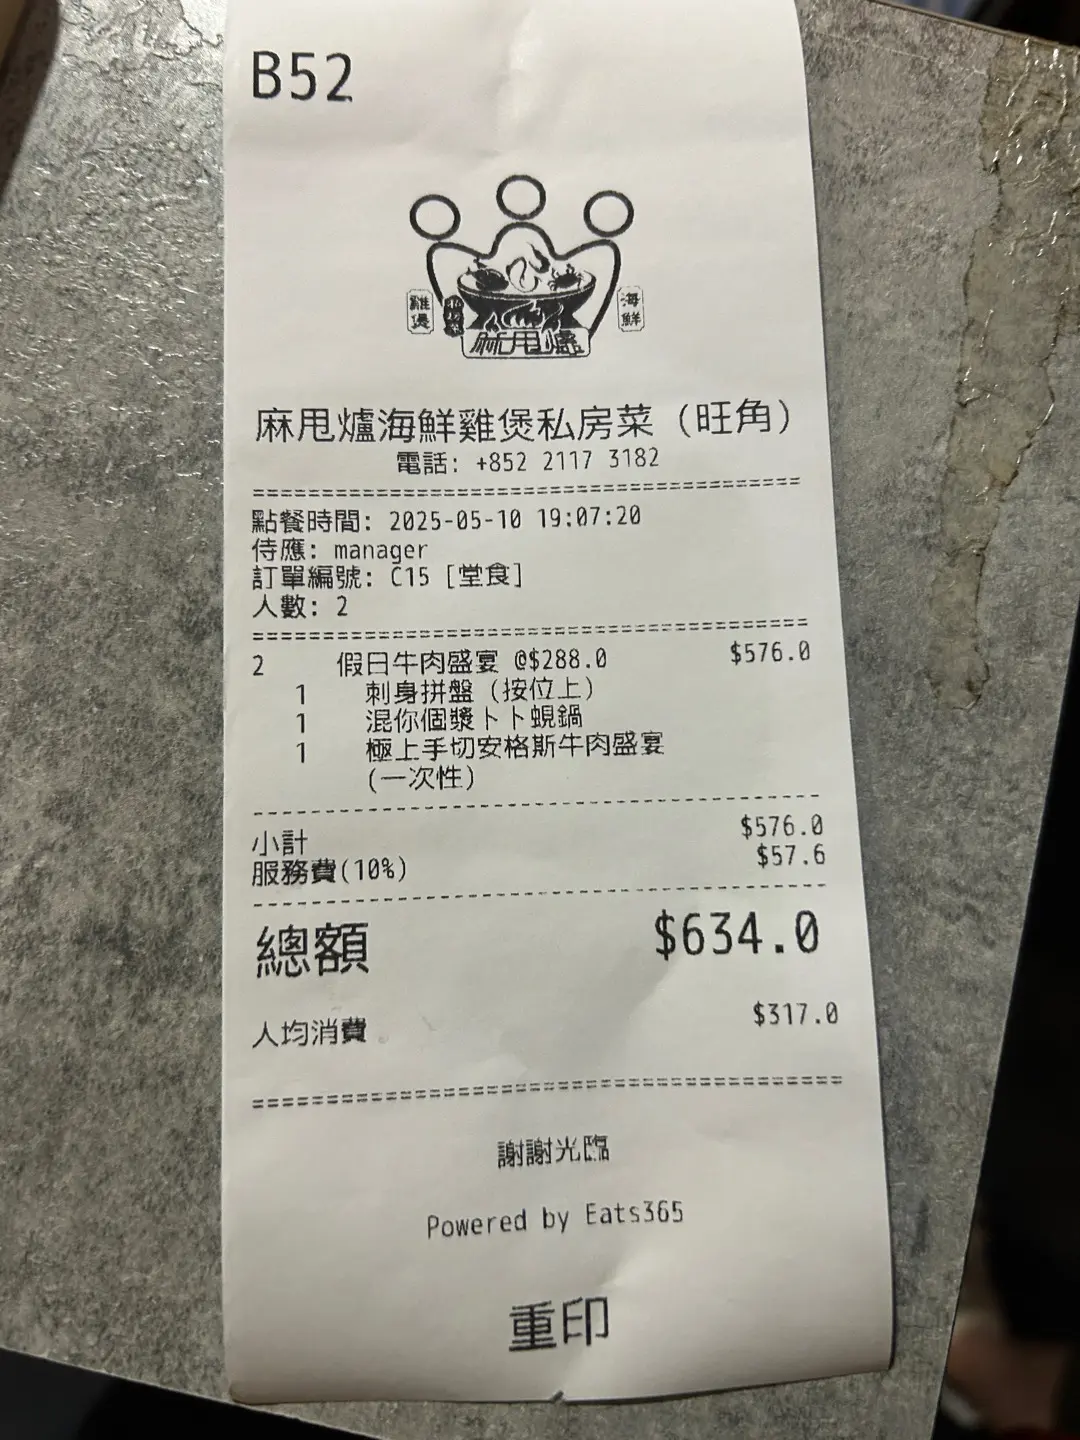 B52
雞煲
海鮮
麻甩爐
麻甩爐海鮮雞煲私房菜（旺角）
電話: +852 2117 3182
========================================
點餐時間: 2025-05-10 19:07:20
侍應: manager
訂單編號: C15 [堂食]
人數: 2
========================================
2 假日牛肉盛宴 @$288.0 $576.0
1 刺身拼盤（按位上）
1 混你個漿卜卜蜆鍋
1 極上手切安格斯牛肉盛宴
(一次性)
----------------------------------------
小計 $576.0
服務費(10%) $57.6
----------------------------------------
總額 $634.0
人均消費 $317.0
========================================
謝謝光臨
Powered by Eats365
重印